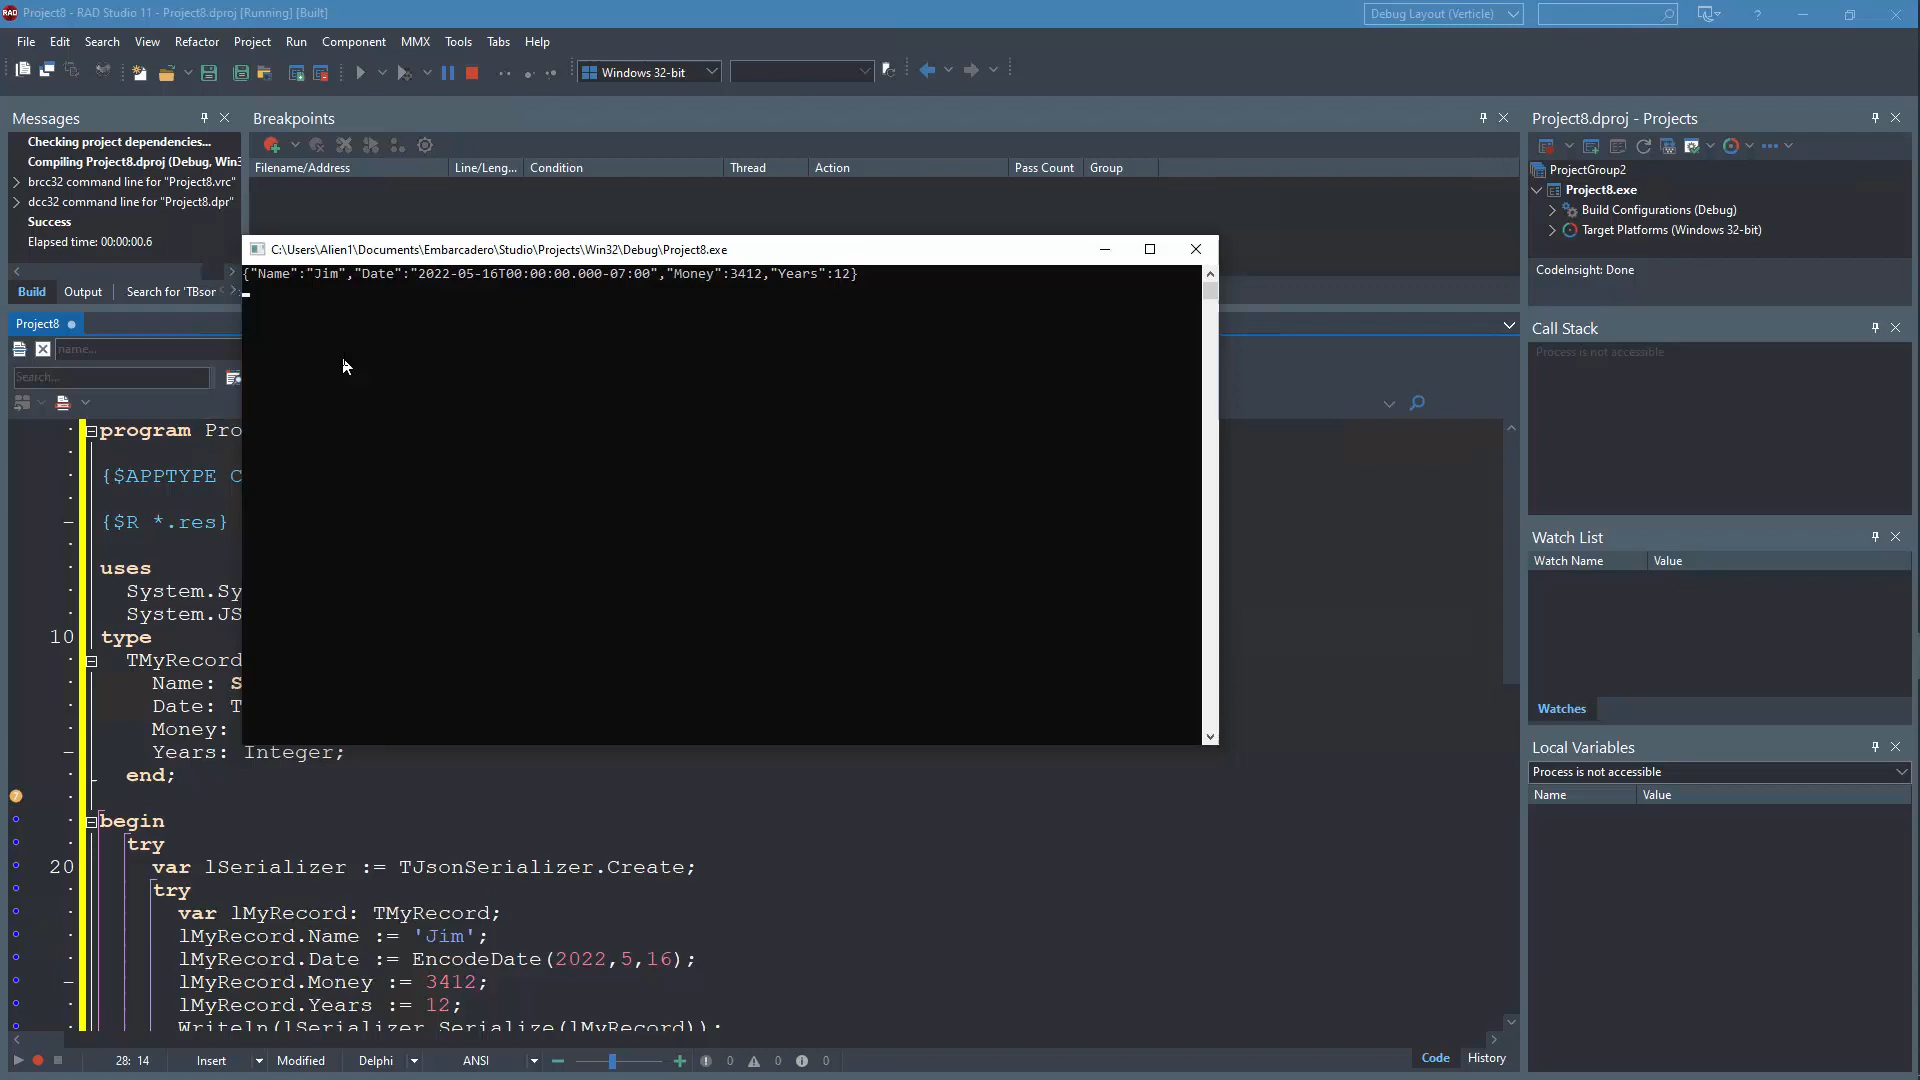 Project8 - RAD Studio 11 - Project8.dproj [Running] [Built]
Debug Layout (Verticle)
File Edit Search View Refactor Project Run Component MMX Tools Tabs Help
Windows 32-bit
Messages
Checking project dependencies...
Compiling Project8.dproj (Debug, Win3
brcc32 command line for "Project8.vrc"
dcc32 command line for "Project8.dpr"
Success
Elapsed time: 00:00:00.6
Build Output Search for 'TBsor
Breakpoints
Filename/Address Line/Leng... Condition Thread Action Pass Count Group
Project8.dproj - Projects
ProjectGroup2
Project8.exe
Build Configurations (Debug)
Target Platforms (Windows 32-bit)
CodeInsight: Done
C:\Users\Alien1\Documents\Embarcadero\Studio\Projects\Win32\Debug\Project8.exe
{"Name":"Jim","Date":"2022-05-16T00:00:00.000-07:00","Money":3412,"Years":12}
Project8
name...
Search...
program Pro
{$APPTYPE C
{$R *.res}
uses
System.Sy
System.JS
10 type
TMyRecord
Name: S
Date: T
Money:
Years: Integer;
end;
begin
try
20 var lSerializer := TJsonSerializer.Create;
try
var lMyRecord: TMyRecord;
lMyRecord.Name := 'Jim';
lMyRecord.Date := EncodeDate(2022,5,16);
lMyRecord.Money := 3412;
lMyRecord.Years := 12;
Writeln(lSerializer.Serialize(lMyRecord));
28: 14 Insert Modified Delphi ANSI 0 0 0
Code History
Call Stack
Process is not accessible
Watch List
Watch Name Value
Watches
Local Variables
Process is not accessible
Name Value